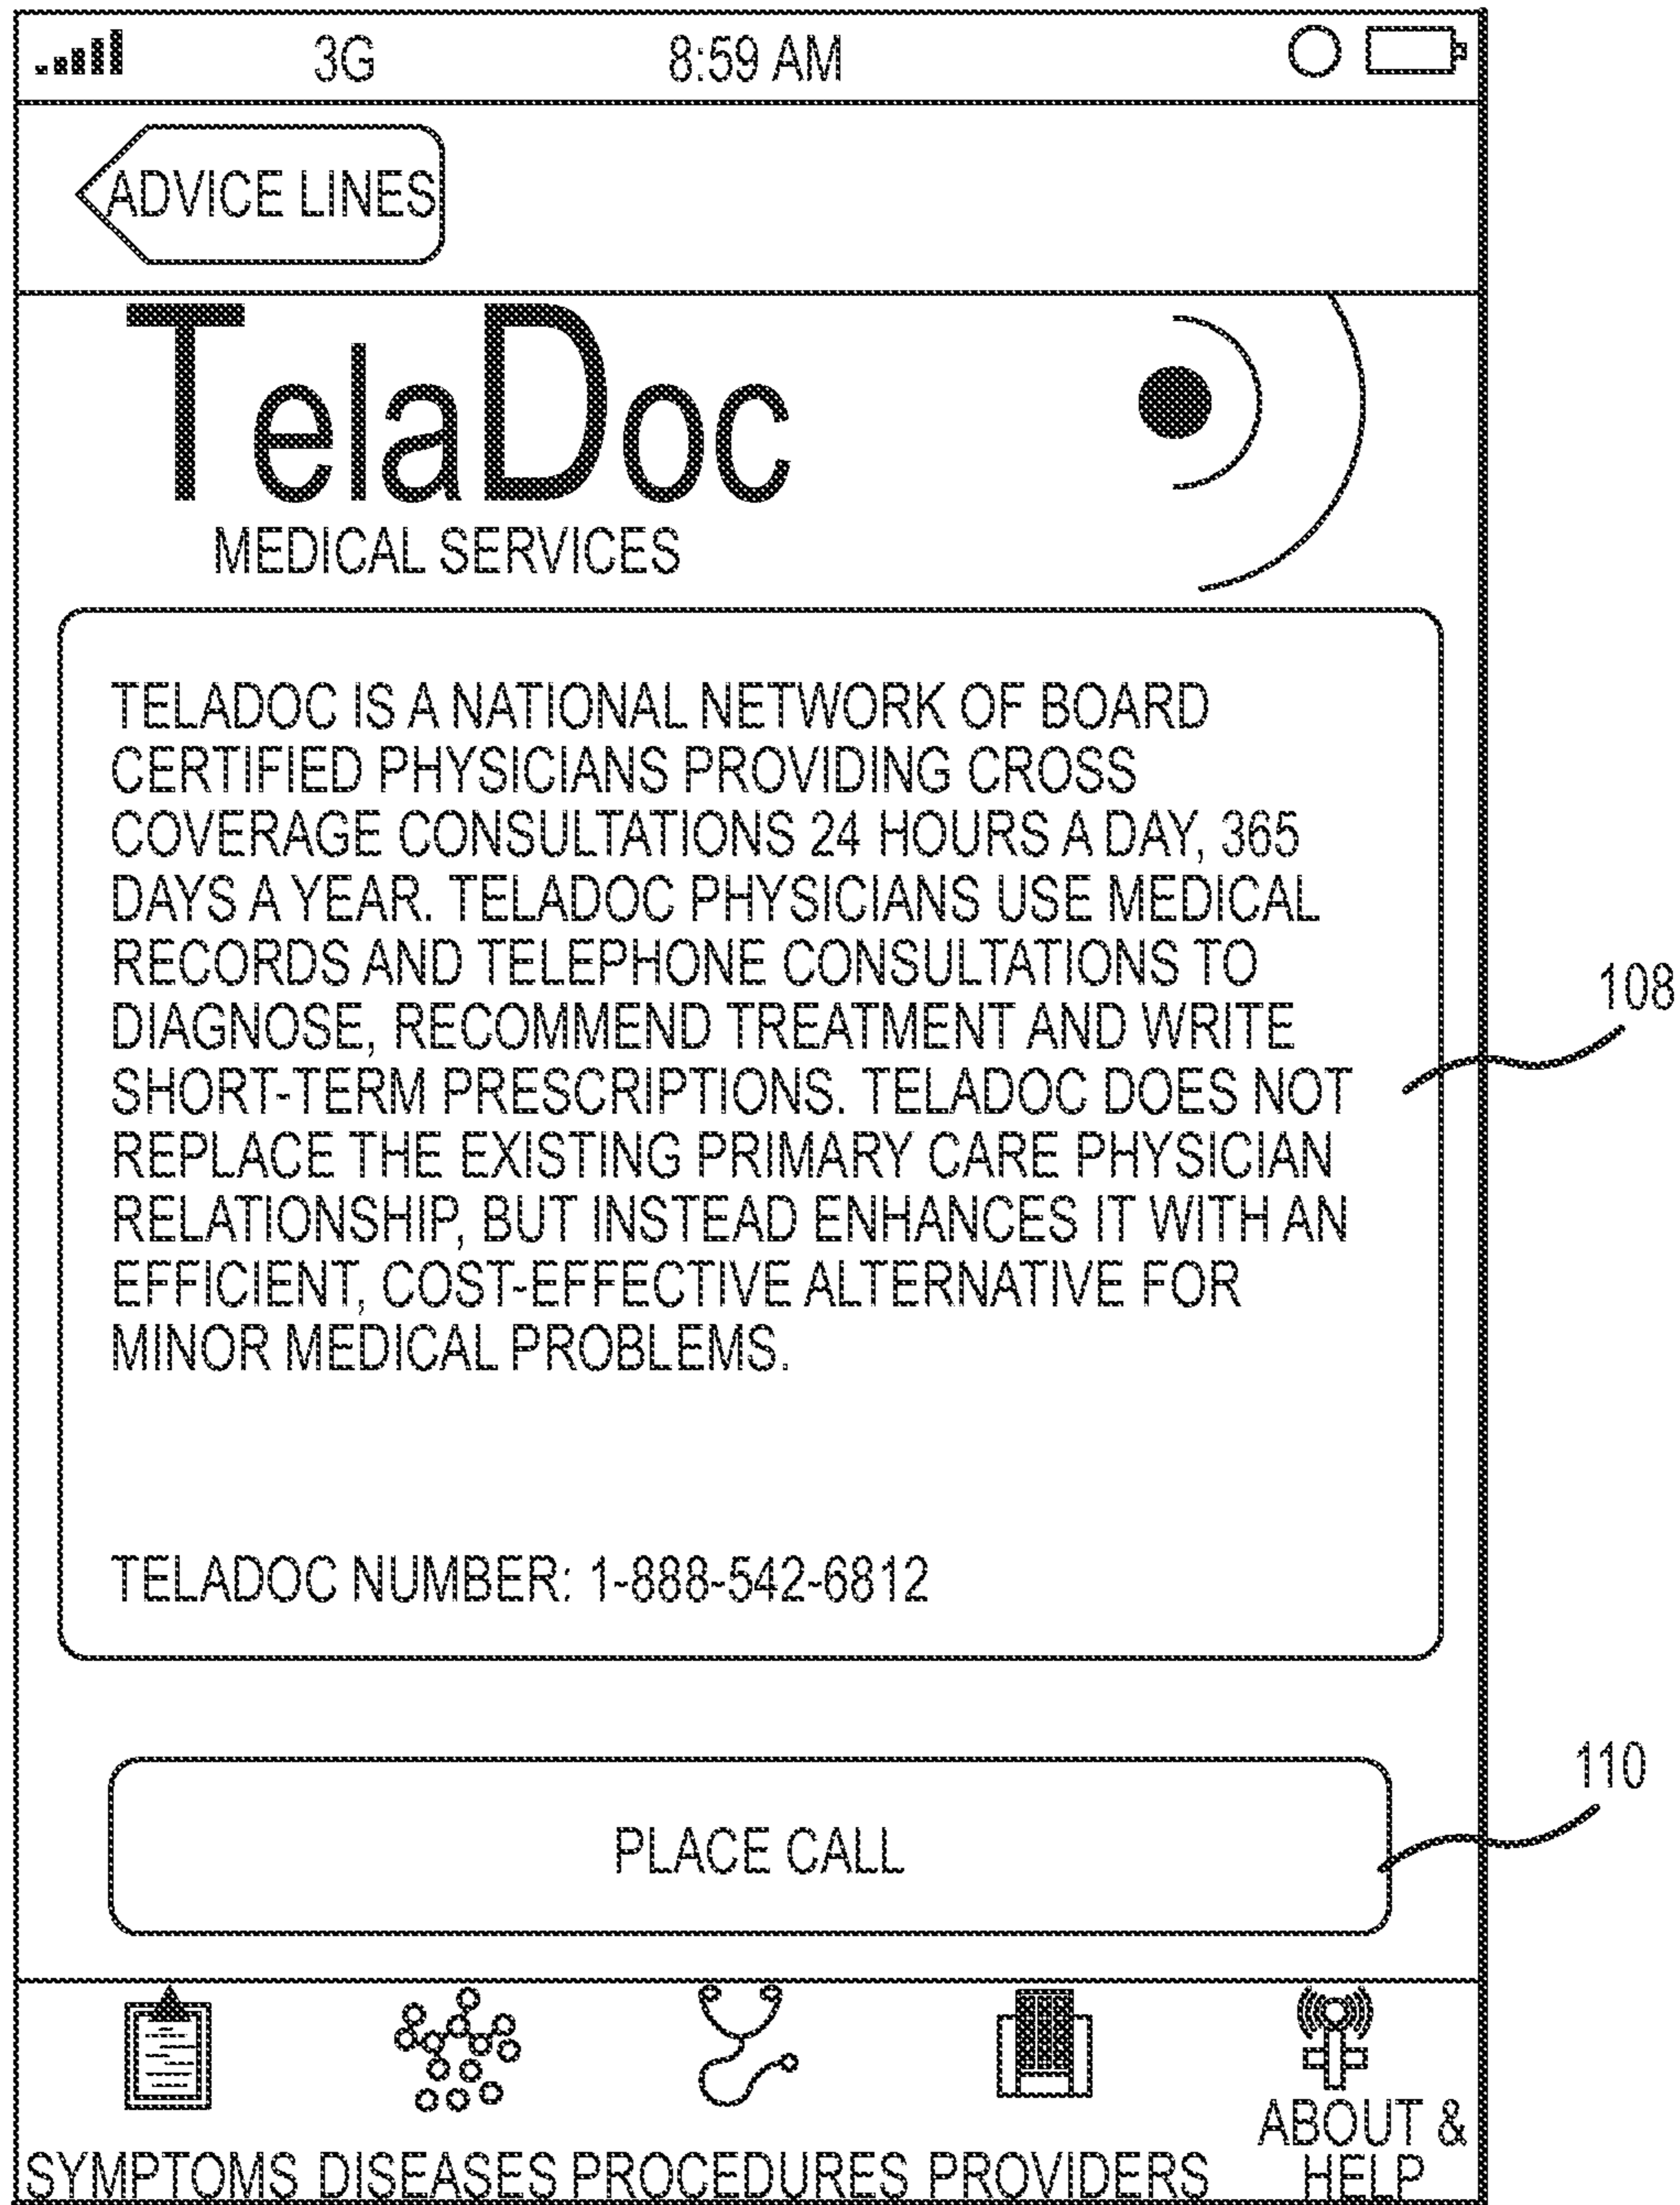 3G 8:59 AM
ADVICE LINES
TelaDoc
MEDICAL SERVICES
TELADOC IS A NATIONAL NETWORK OF BOARD
CERTIFIED PHYSICIANS PROVIDING CROSS
COVERAGE CONSULTATIONS 24 HOURS A DAY, 365
DAYS A YEAR. TELADOC PHYSICIANS USE MEDICAL
RECORDS AND TELEPHONE CONSULTATIONS TO
DIAGNOSE, RECOMMEND TREATMENT AND WRITE
SHORT-TERM PRESCRIPTIONS. TELADOC DOES NOT
REPLACE THE EXISTING PRIMARY CARE PHYSICIAN
RELATIONSHIP, BUT INSTEAD ENHANCES IT WITH AN
EFFICIENT, COST-EFFECTIVE ALTERNATIVE FOR
MINOR MEDICAL PROBLEMS.
108
TELADOC NUMBER: 1-888-542-6812
110
PLACE CALL
SYMPTOMS DISEASES PROCEDURES PROVIDERS ABOUT &
HELP